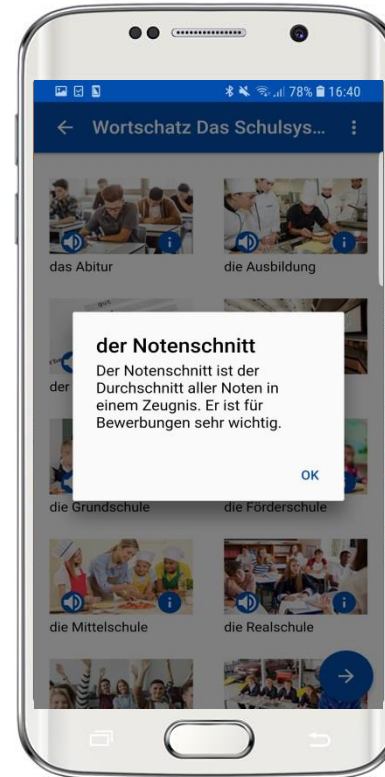 78% 16:40
Wortschatz Das Schulsys...
das Abitur
die Ausbildung
der
der Notenschnitt
Der Notenschnitt ist der
Durchschnitt aller Noten in
einem Zeugnis. Er ist für
Bewerbungen sehr wichtig.
OK
die Grundschule
die Förderschule
die Mittelschule
die Realschule